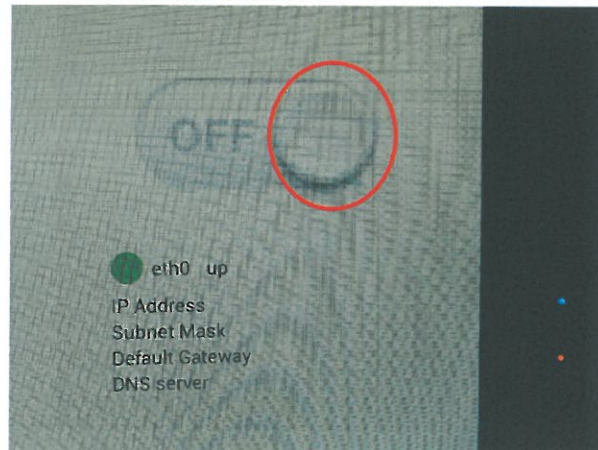 OFF
eth0 up
IP Address
Subnet Mask
Default Gateway
DNS server